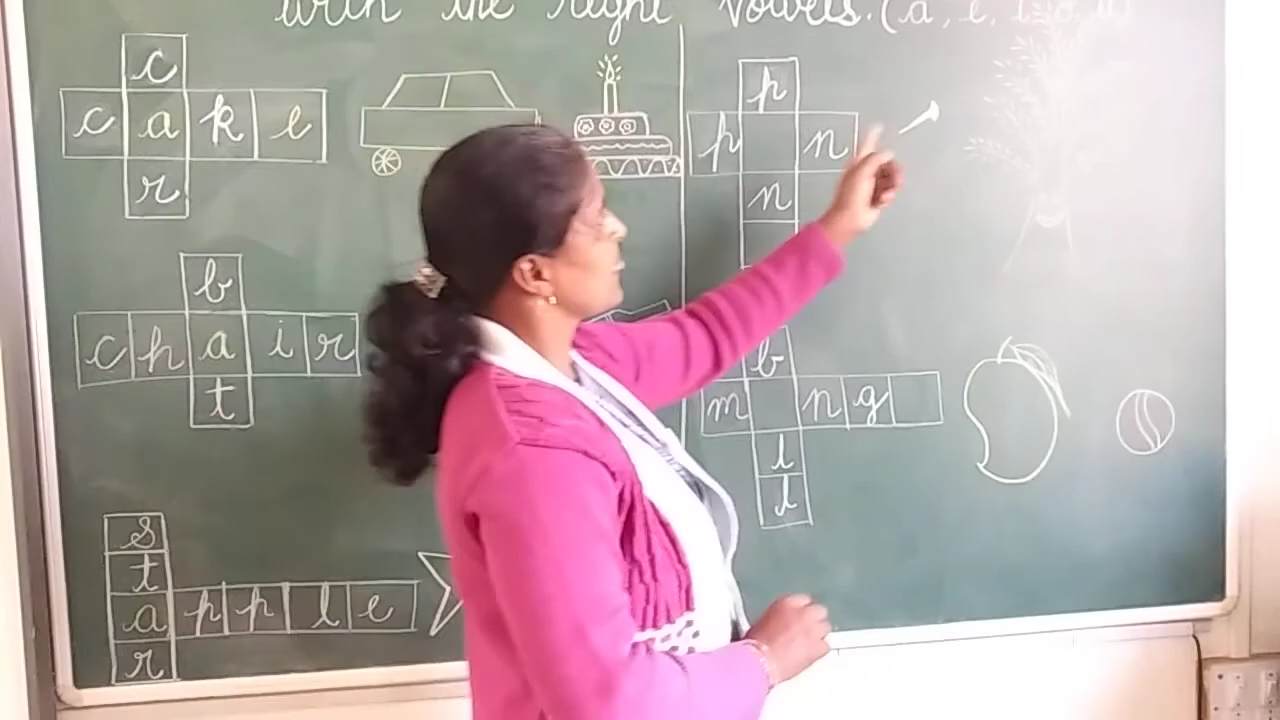 with the right vowels. (a, e, i, o, u)
c
c a k e
r
b
c h a i r
t
s
t
a p p l e
r
p
p n
n
b
m n g
l
l